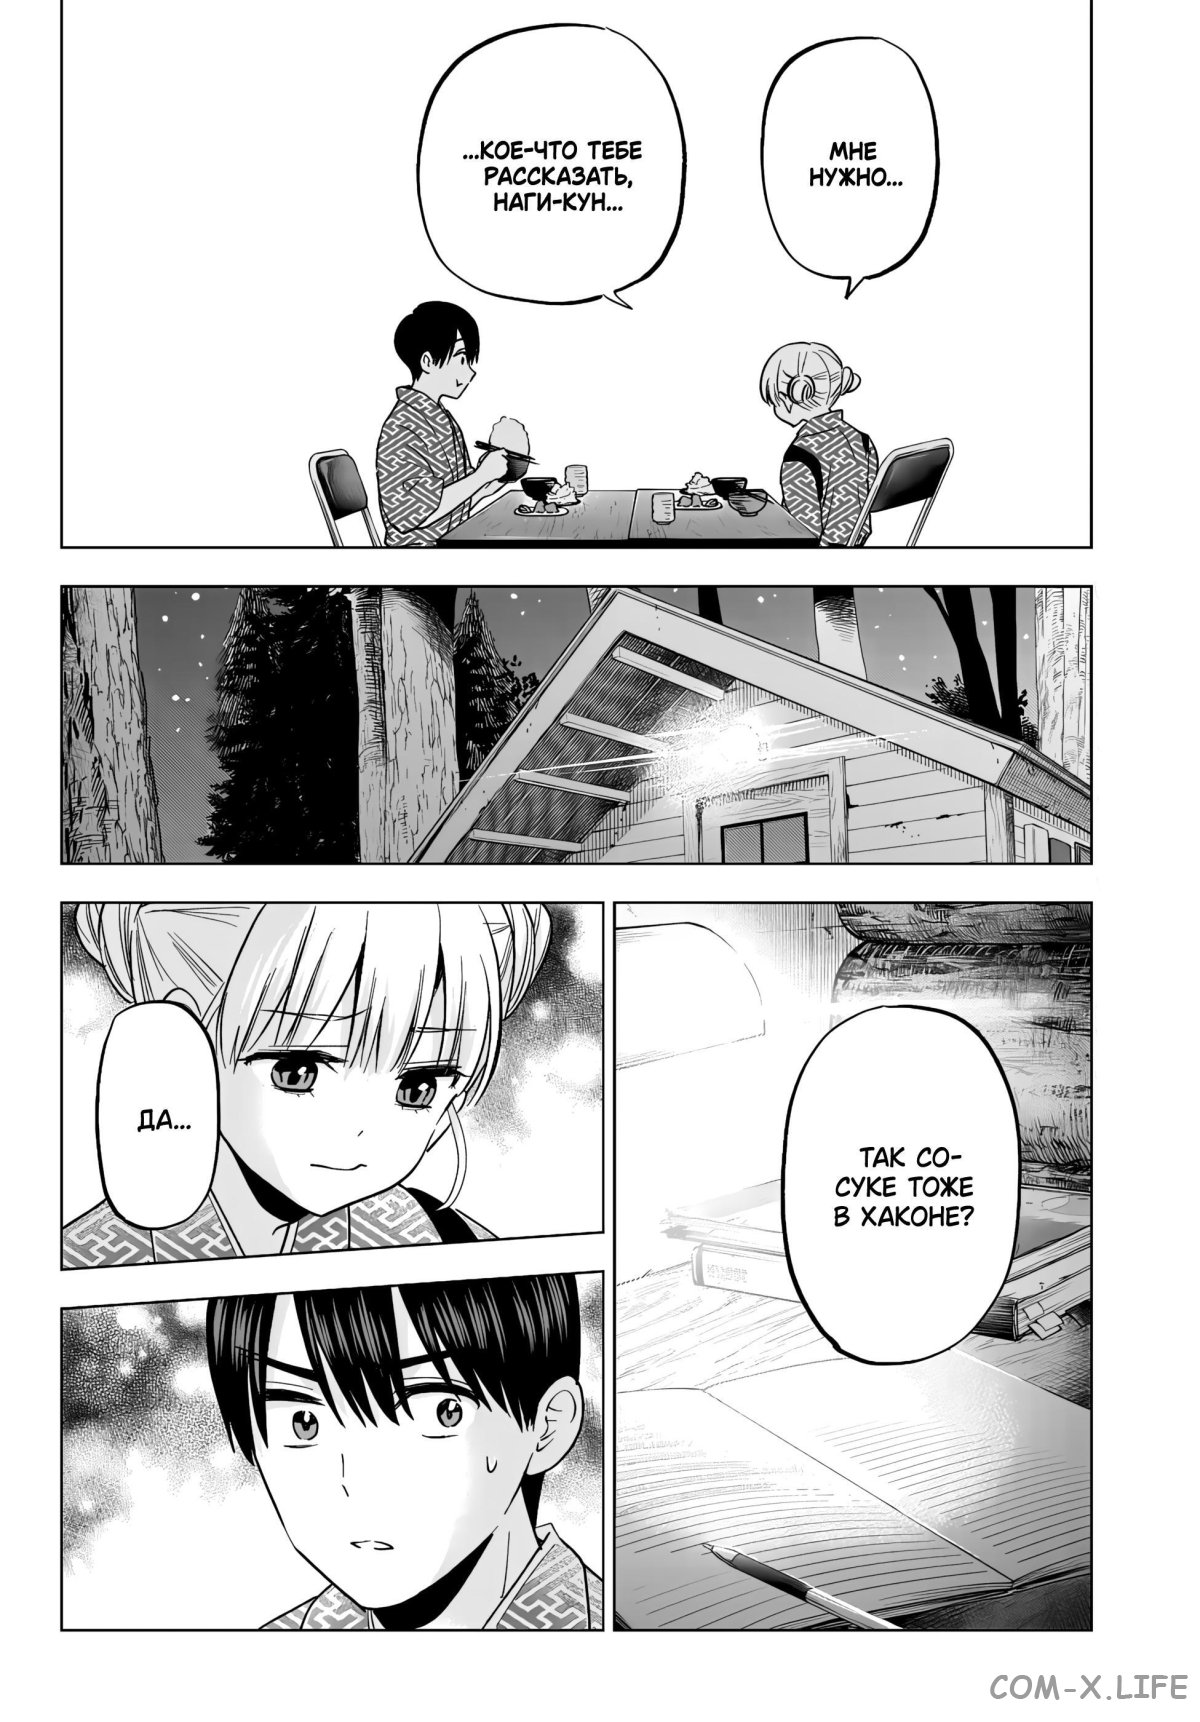 МНЕ
НУЖНО...
...КОЕ-ЧТО ТЕБЕ
РАССКАЗАТЬ,
НАГИ-КУН...
ТАК СО-
СУКЕ ТОЖЕ
В ХАКОНЕ?
ДА...
COM-X.LIFE